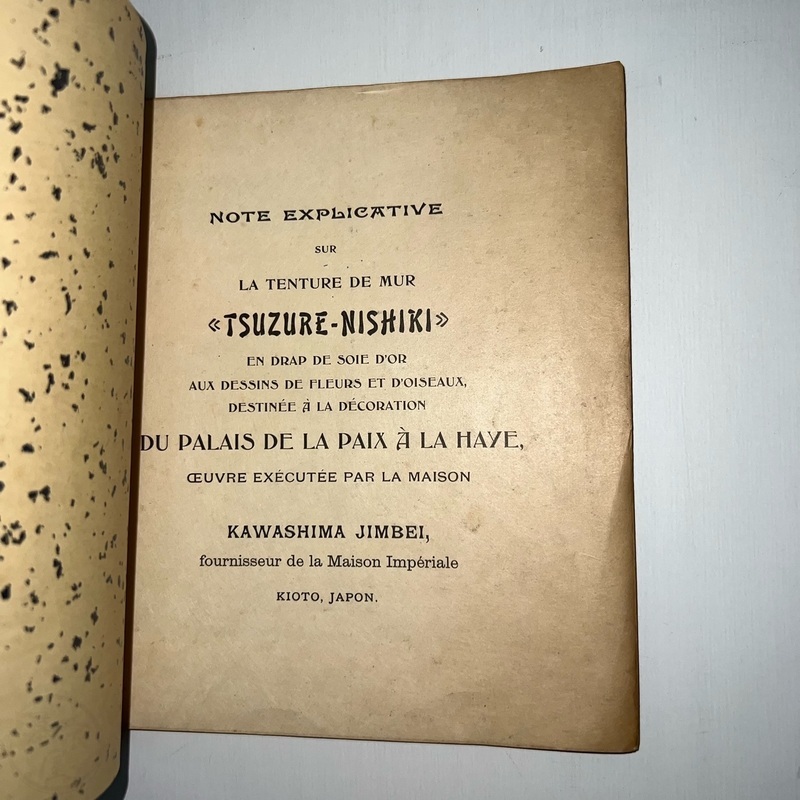 NOTE EXPLICATIVE
SUR
LA TENTURE DE MUR
«TSUZURE-NISHIKI»
EN DRAP DE SOIE D'OR
AUX DESSINS DE FLEURS ET D'OISEAUX,
DESTINÉE À LA DÉCORATION
DU PALAIS DE LA PAIX À LA HAYE,
ŒUVRE EXÉCUTÉE PAR LA MAISON
KAWASHIMA JIMBEI,
fournisseur de la Maison Impériale
KIOTO, JAPON.